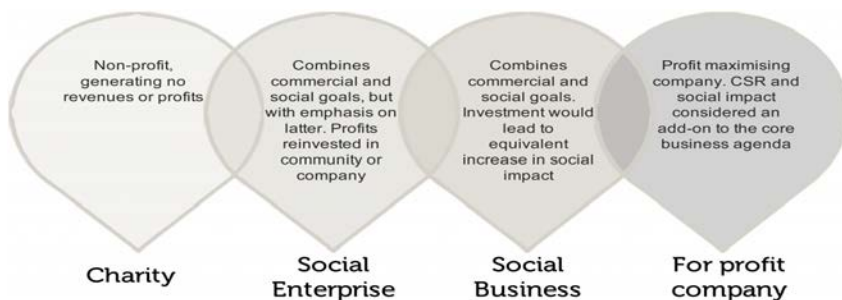 Non-profit,
generating no
revenues or profits
Combines
commercial and
social goals, but
with emphasis on
latter. Profits
reinvested in
community or
company
Combines
commercial and
social goals.
Investment would
lead to
equivalent
increase in social
impact
Profit maximising
company. CSR and
social impact
considered an
add-on to the core
business agenda
Charity
Social
Enterprise
Social
Business
For profit
company